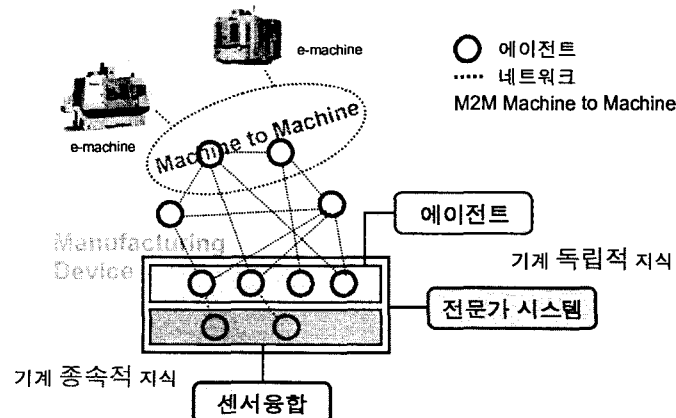 e-machine
에이전트
네트워크
M2M Machine to Machine
e-machine
Machine to Machine
에이전트
Manufacturing
Device
기계 독립적 지식
전문가 시스템
기계 종속적 지식
센서융합